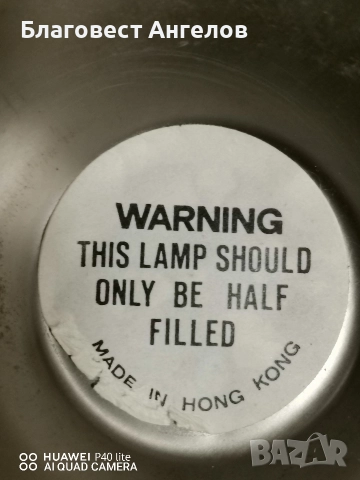 Благовест Ангелов
WARNING
THIS LAMP SHOULD
ONLY BE HALF
FILLED
MADE IN HONG KONG
HUAWEI P40 lite
AI QUAD CAMERA
BAZAR